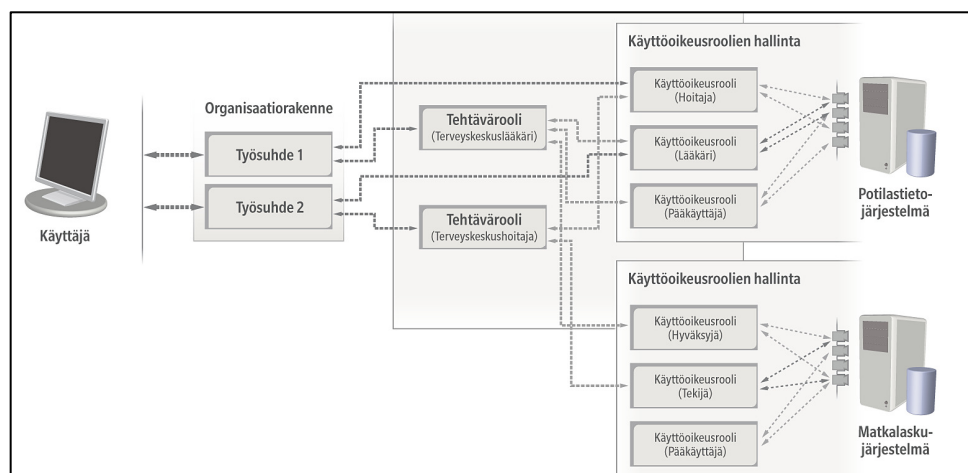 Käyttäjä
Organisaatiorakenne
Työsuhde 1
Työsuhde 2
Tehtävärooli
(Terveyskeskuslääkäri)
Tehtävärooli
(Terveyskeskushoitaja)
Käyttöoikeusroolien hallinta
Käyttöoikeusrooli
(Hoitaja)
Käyttöoikeusrooli
(Lääkäri)
Käyttöoikeusrooli
(Pääkäyttäjä)
Potilastieto-
järjestelmä
Käyttöoikeusroolien hallinta
Käyttöoikeusrooli
(Hyväksyjä)
Käyttöoikeusrooli
(Tekijä)
Käyttöoikeusrooli
(Pääkäyttäjä)
Matkalasku-
järjestelmä